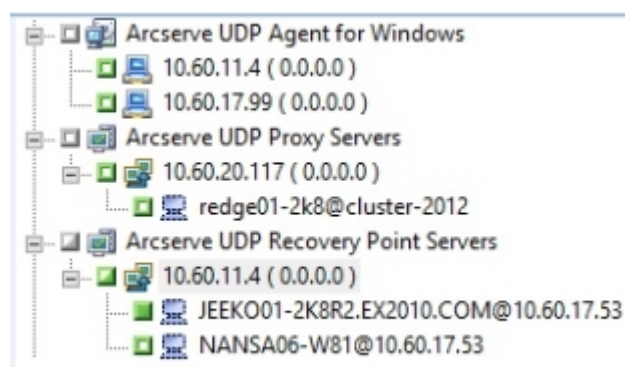 Arcserve UDP Agent for Windows
10.60.11.4 ( 0.0.0.0 )
10.60.17.99 ( 0.0.0.0 )
Arcserve UDP Proxy Servers
10.60.20.117 ( 0.0.0.0 )
redge01-2k8@cluster-2012
Arcserve UDP Recovery Point Servers
10.60.11.4 ( 0.0.0.0 )
JEEKO01-2K8R2.EX2010.COM@10.60.17.53
NANSA06-W81@10.60.17.53